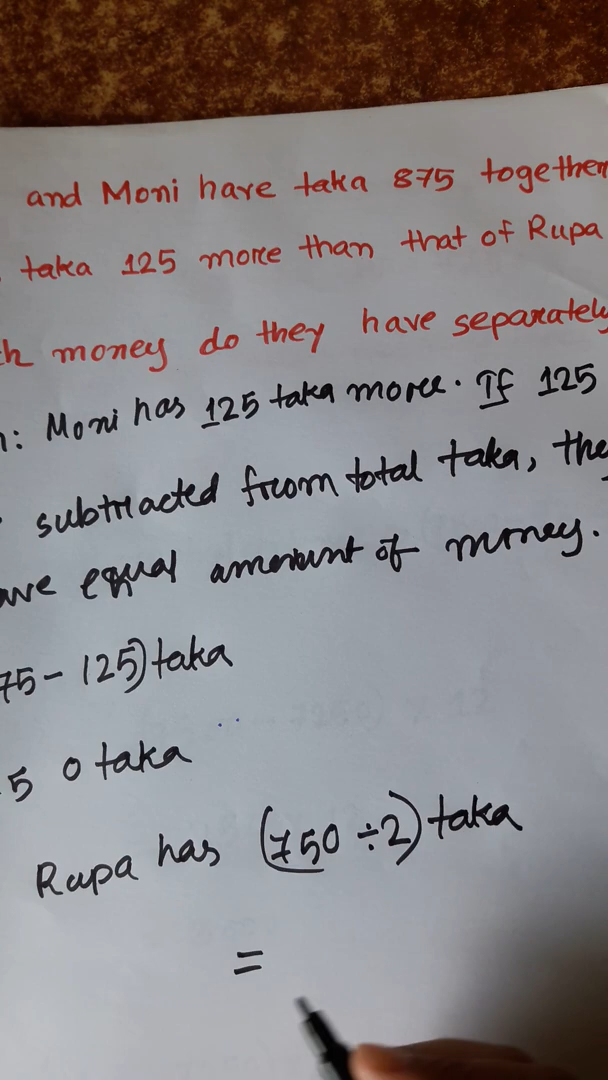 and Moni have taka 875 together
taka 125 more than that of Rupa
money do they have separately
: Moni has 125 taka more. If 125
subtracted from total taka, they
equal amount of money.
75 - 125) taka
5 0 taka
Rupa has (750 ÷ 2) taka
=